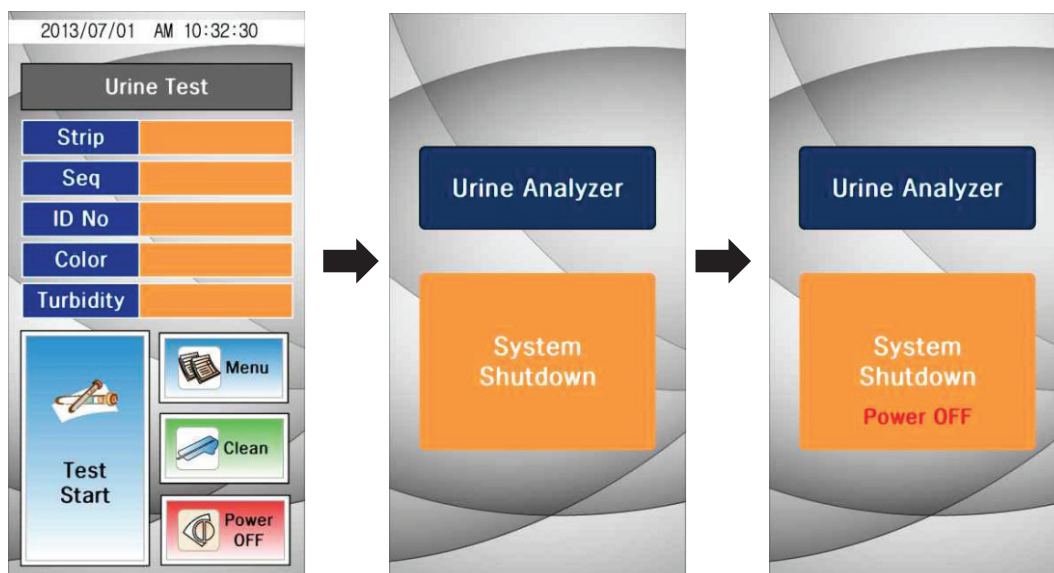 2013/07/01 AM 10:32:30
Urine Test
Strip
Seq
ID No
Color
Turbidity
Test
Start
Menu
Clean
Power
OFF
Urine Analyzer
System
Shutdown
Urine Analyzer
System
Shutdown
Power OFF